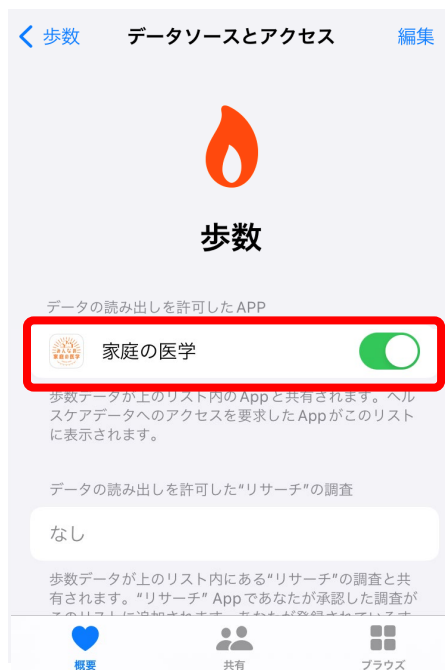 歩数
データソースとアクセス
編集
歩数
データの読み出しを許可したAPP
みんなの
家庭の医学
家庭の医学
歩数データが上のリスト内のAppと共有されます。ヘル
スケアデータへのアクセスを要求したAppがこのリスト
に表示されます。
データの読み出しを許可した“リサーチ”の調査
なし
歩数データが上のリスト内にある“リサーチ”の調査と共
有されます。“リサーチ” Appであなたが承認した調査が
概要
共有
ブラウズ